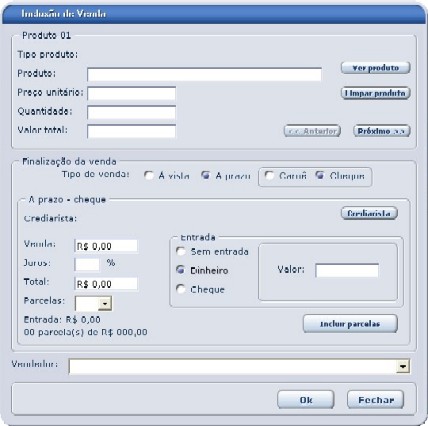 Inclusão de Venda
Produto 01
Tipo produto:
Ver produto
Produto:
Preço unitário:
Limpar produto
Quantidade:
Valor total:
<< Anterior
Próximo >>
Finalização da venda
Tipo de venda: A vista A prazo Carnê Cheque
A prazo - cheque
Crediarista:
Crediarista
Entrada
Venda: R$ 0,00
Sem entrada
Juros: %
Dinheiro
Valor:
Total: R$ 0,00
Cheque
Parcelas:
Entrada: R$ 0,00
Incluir parcelas
00 parcela(s) de R$ 000,00
Vendedor:
Ok
Fechar